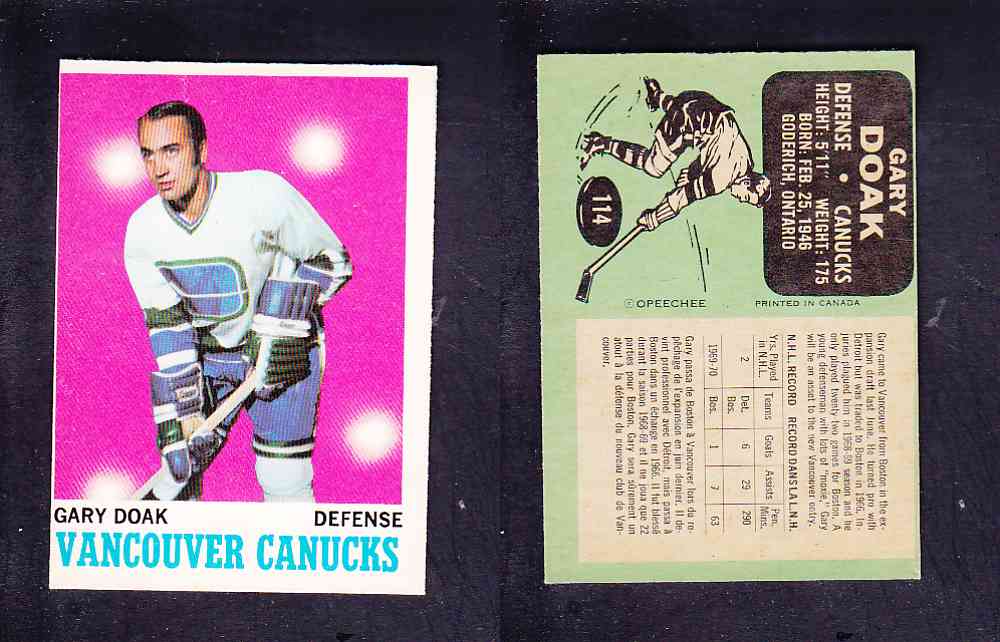 GARY DOAK DEFENSE
VANCOUVER CANUCKS
GARY
DOAK
DEFENSE • CANUCKS
HEIGHT: 5'11" WEIGHT: 175
BORN: FEB. 25, 1946
GODERICH, ONTARIO
114
© OPEECHEE PRINTED IN CANADA
Gary came to Vancouver from Boston in the ex-
pansion draft last June. He turned pro with
Detroit but was traded to Boston in 1966. In-
juries plagued him in 1968-69 season and he
only played twenty two games for Boston. A
young defenseman with lots of "moxie," Gary
will be an asset to the new Vancouver entry.
N.H.L. RECORD RECORD DANS LA L.N.H.
Yrs. Played in N.H.L. Teams Goals Assists Pen. Mins.
2 Det. Bos. 6 29 290
1969-70 Bos. 1 7 63
Gary passa de Boston à Vancouver lors du re-
pêchage de l'expansion en juin dernier. Il de-
vint professionnel avec Détroit, mais passa à
Boston dans un échange en 1966. Il fut blessé
durant la saison 1968-69 et il ne joua que 22
parties pour Boston. Gary sera sûrement un
atout à la défense du nouveau club de Van-
couver.